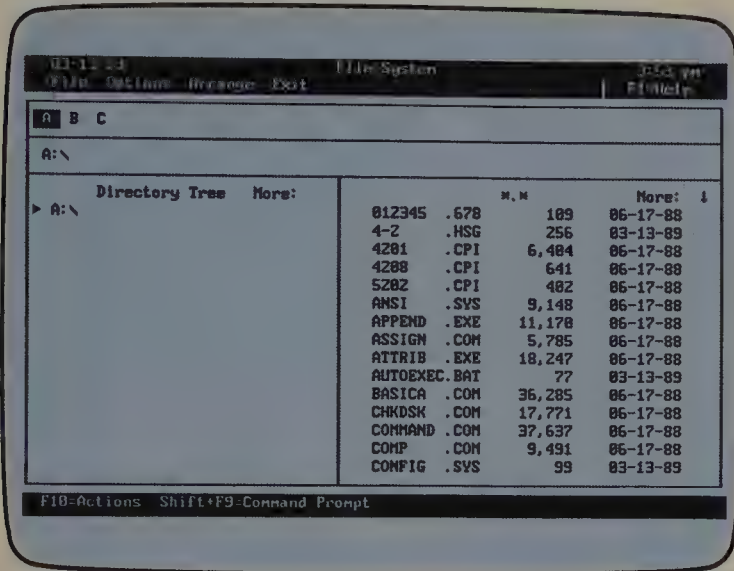 File System
File Options Arrange Exit F1=Help
A B C
A:\
Directory Tree More: *.* More: ↓
► A:\
012345 .678 109 06-17-88
4-Z .HSG 256 03-13-89
4201 .CPI 6,404 06-17-88
4208 .CPI 641 06-17-88
5202 .CPI 402 06-17-88
ANSI .SYS 9,148 06-17-88
APPEND .EXE 11,170 06-17-88
ASSIGN .COM 5,785 06-17-88
ATTRIB .EXE 18,247 06-17-88
AUTOEXEC.BAT 77 03-13-89
BASICA .COM 36,285 06-17-88
CHKDSK .COM 17,771 06-17-88
COMMAND .COM 37,637 06-17-88
COMP .COM 9,491 06-17-88
CONFIG .SYS 99 03-13-89
F10=Actions Shift+F9=Command Prompt